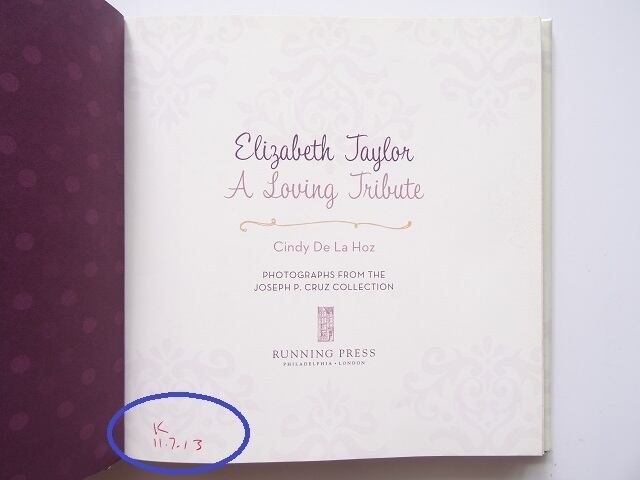 Elizabeth Taylor
A Loving Tribute
Cindy De La Hoz
PHOTOGRAPHS FROM THE
JOSEPH P. CRUZ COLLECTION
RUNNING PRESS
PHILADELPHIA • LONDON
K
11.7.13